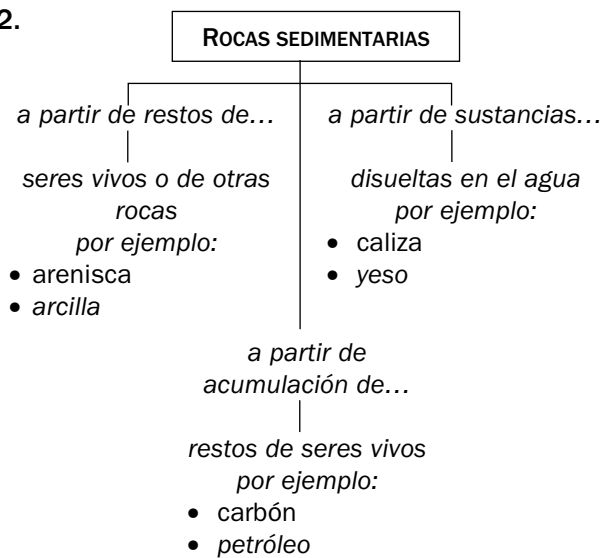 2.
ROCAS SEDIMENTARIAS
a partir de restos de…
seres vivos o de otras
rocas
por ejemplo:
• arenisca
• arcilla
a partir de sustancias…
disueltas en el agua
por ejemplo:
• caliza
• yeso
a partir de
acumulación de…
restos de seres vivos
por ejemplo:
• carbón
• petróleo